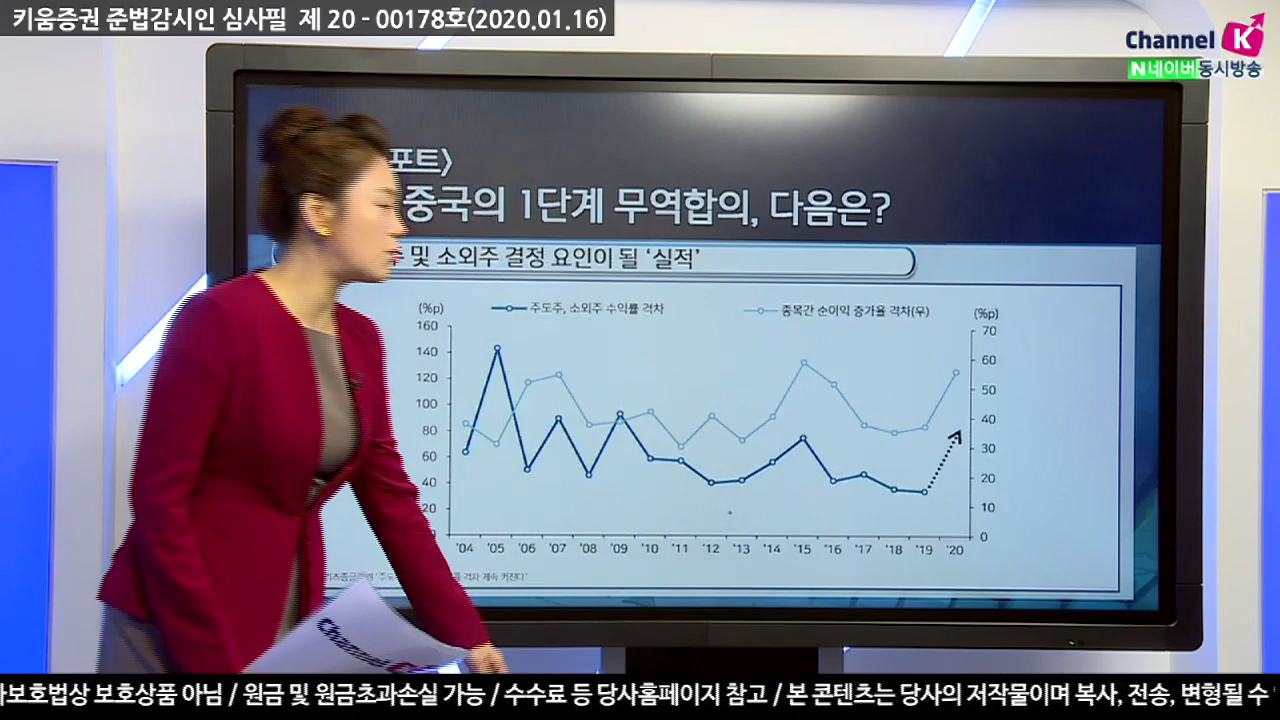 키움증권 준법감시인 심사필 제 20 - 00178호(2020.01.16)
Channel K
N 네이버 동시방송
포트〉
중국의 1단계 무역합의, 다음은?
및 소외주 결정 요인이 될 ‘실적’
(%p) 주도주, 소외주 수익률 격차 종목간 순이익 증가율 격차(우) (%p)
160 70
140 60
120 50
100 40
80 30
60 20
40 10
20 0
'04 '05 '06 '07 '08 '09 '10 '11 '12 '13 '14 '15 '16 '17 '18 '19 '20
격차 계속 커진다'
Channel K
보호법상 보호상품 아님 / 원금 및 원금초과손실 가능 / 수수료 등 당사홈페이지 참고 / 본 콘텐츠는 당사의 저작물이며 복사, 전송, 변형될 수